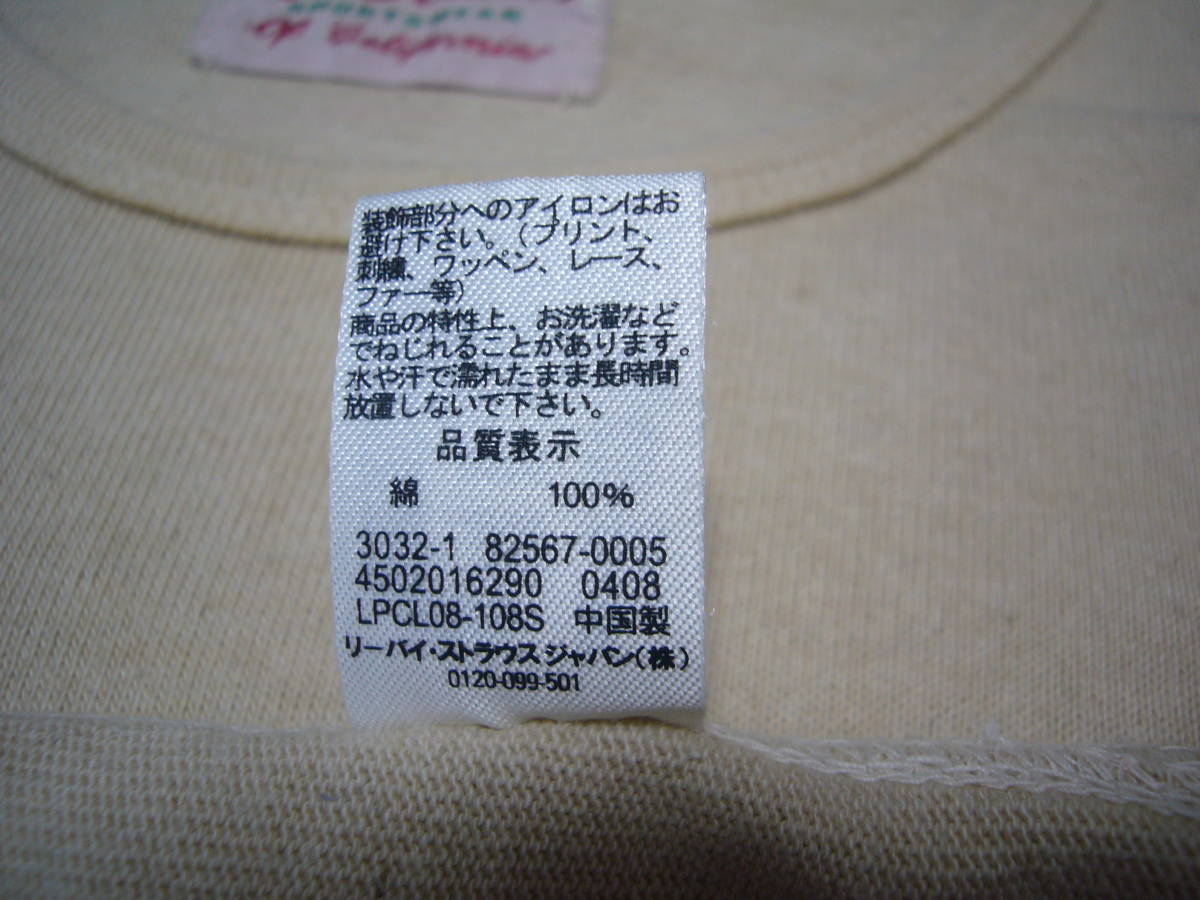 SPORTSWEAR
装飾部分へのアイロンはお
避け下さい。（プリント、
刺繍、ワッペン、レース、
ファー等）
商品の特性上、お洗濯など
でねじれることがあります。
水や汗で濡れたまま長時間
放置しないで下さい。
品質表示
綿 100%
3032-1 82567-0005
4502016290 0408
LPCL08-108S 中国製
リーバイ・ストラウス ジャパン（株）
0120-099-501